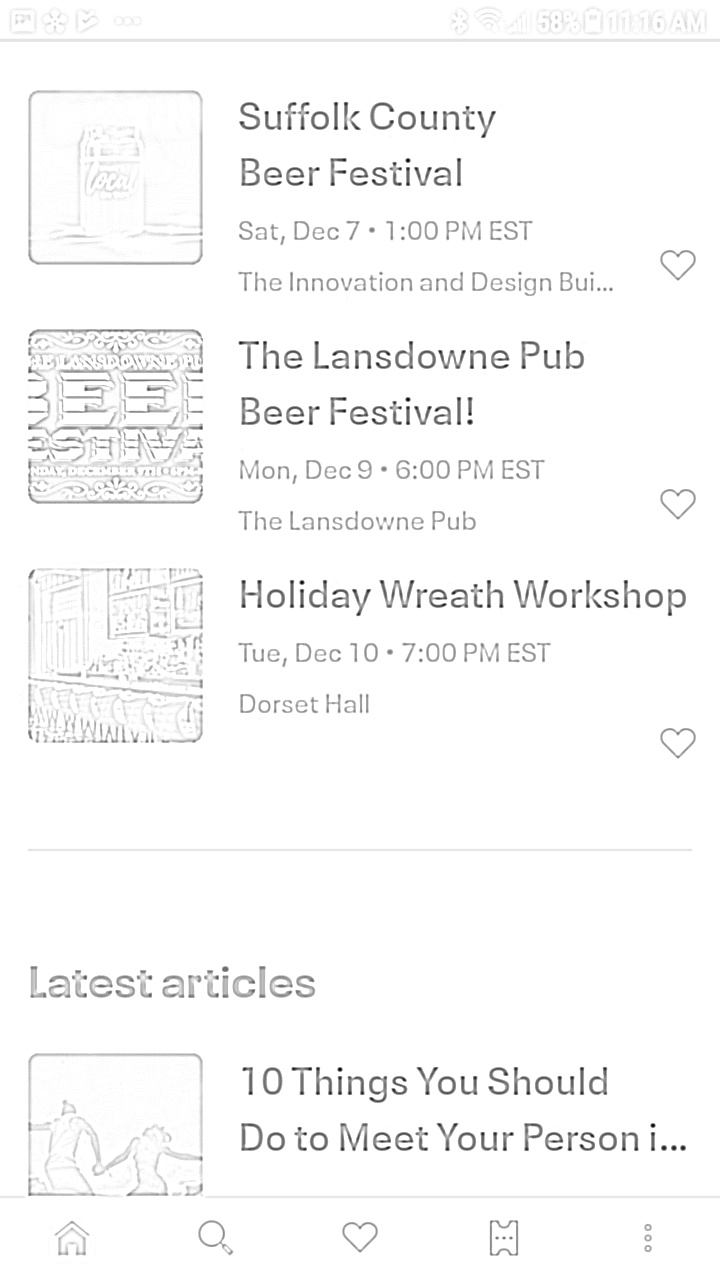 58% 11:16 AM
Suffolk County
Beer Festival
Sat, Dec 7 • 1:00 PM EST
The Innovation and Design Bui...
Local
The Lansdowne Pub
Beer Festival!
Mon, Dec 9 • 6:00 PM EST
The Lansdowne Pub
Holiday Wreath Workshop
Tue, Dec 10 • 7:00 PM EST
Dorset Hall
Latest articles
10 Things You Should
Do to Meet Your Person i...